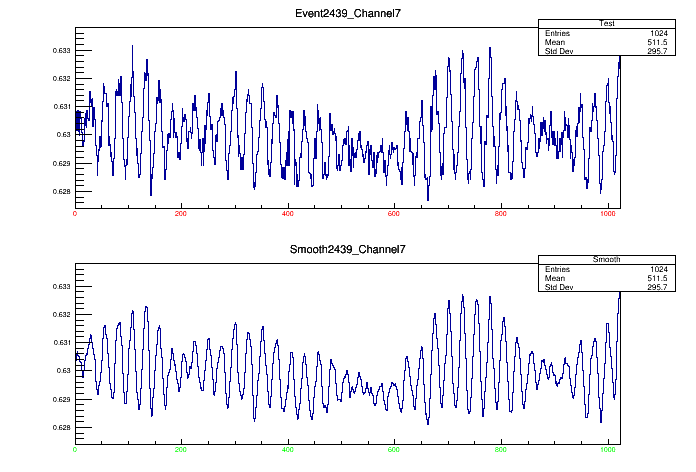 Event2439_Channel7
Test
Entries 1024
Mean 511.5
Std Dev 295.7
0.633
0.632
0.631
0.63
0.629
0.628
0 200 400 600 800 1000
Smooth2439_Channel7
Smooth
Entries 1024
Mean 511.5
Std Dev 295.7
0.633
0.632
0.631
0.63
0.629
0.628
0 200 400 600 800 1000